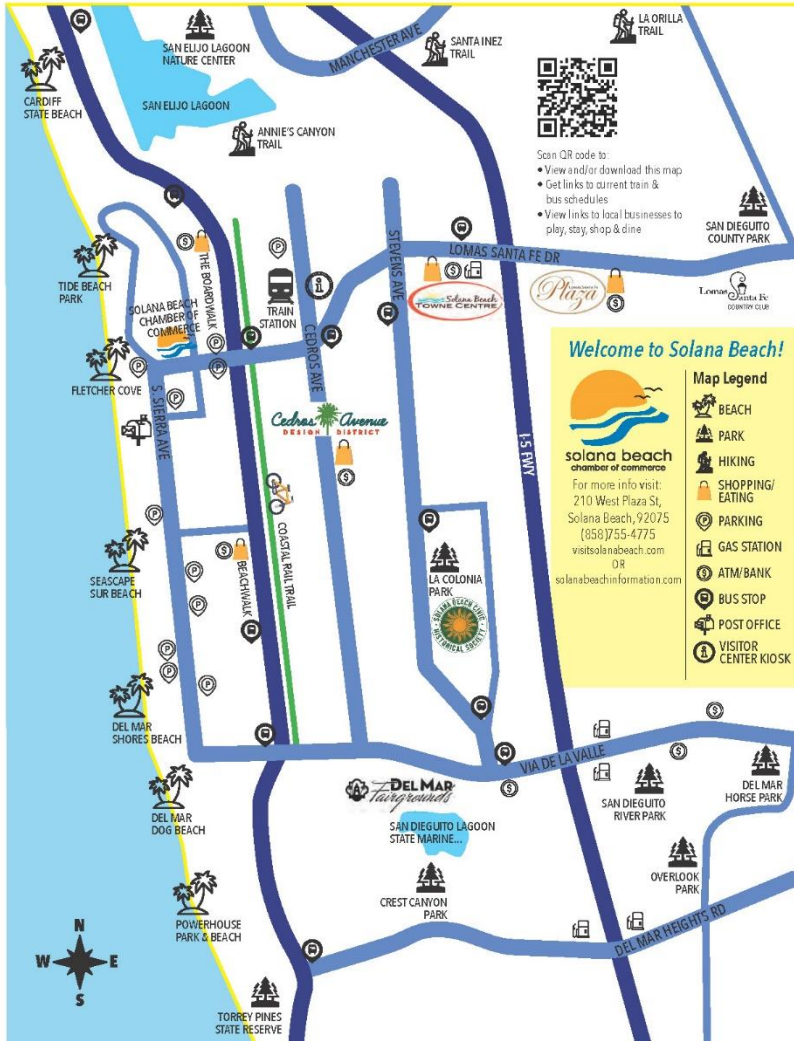 SAN ELIJO LAGOON
NATURE CENTER
MANCHESTER AVE
SANTA INEZ
TRAIL
LA ORILLA
TRAIL
CARDIFF
STATE BEACH
SAN ELIJO LAGOON
ANNIE'S CANYON
TRAIL
Scan QR code to:
• View and/or download this map
• Get links to current train &
bus schedules
• View links to local businesses to
play, stay, shop & dine
SAN DIEGUITO
COUNTY PARK
TIDE BEACH
PARK
THE BOARDWALK
SOLANA BEACH
CHAMBER OF
COMMERCE
P
TRAIN
STATION
STEVENS AVE
LOMAS SANTA FE DR
Solana Beach
TOWNE CENTRE
Plaza
Lomas Santa Fe
COUNTRY CLUB
FLETCHER COVE
S. SIERRA AVE
CEDROS AVE
Cedros Avenue
DESIGN DISTRICT
I-5 FWY
COASTAL RAIL TRAIL
SEASCAPE
SUR BEACH
BEACHWALK
LA COLONIA
PARK
SOLANA BEACH CIVIC
HISTORICAL SOCIETY
Welcome to Solana Beach!
solana beach
chamber of commerce
For more info visit:
210 West Plaza St,
Solana Beach, 92075
(858)755-4775
visitsolanabeach.com
OR
solanabeachinformation.com
Map Legend
BEACH
PARK
HIKING
SHOPPING/
EATING
P PARKING
GAS STATION
$ ATM/BANK
BUS STOP
POST OFFICE
i VISITOR
CENTER KIOSK
DEL MAR
SHORES BEACH
VIA DE LA VALLE
DEL MAR
DOG BEACH
DEL MAR
Fairgrounds
SAN DIEGUITO LAGOON
STATE MARINE...
SAN DIEGUITO
RIVER PARK
DEL MAR
HORSE PARK
CREST CANYON
PARK
OVERLOOK
PARK
POWERHOUSE
PARK & BEACH
DEL MAR HEIGHTS RD
N
W E
S
TORREY PINES
STATE RESERVE